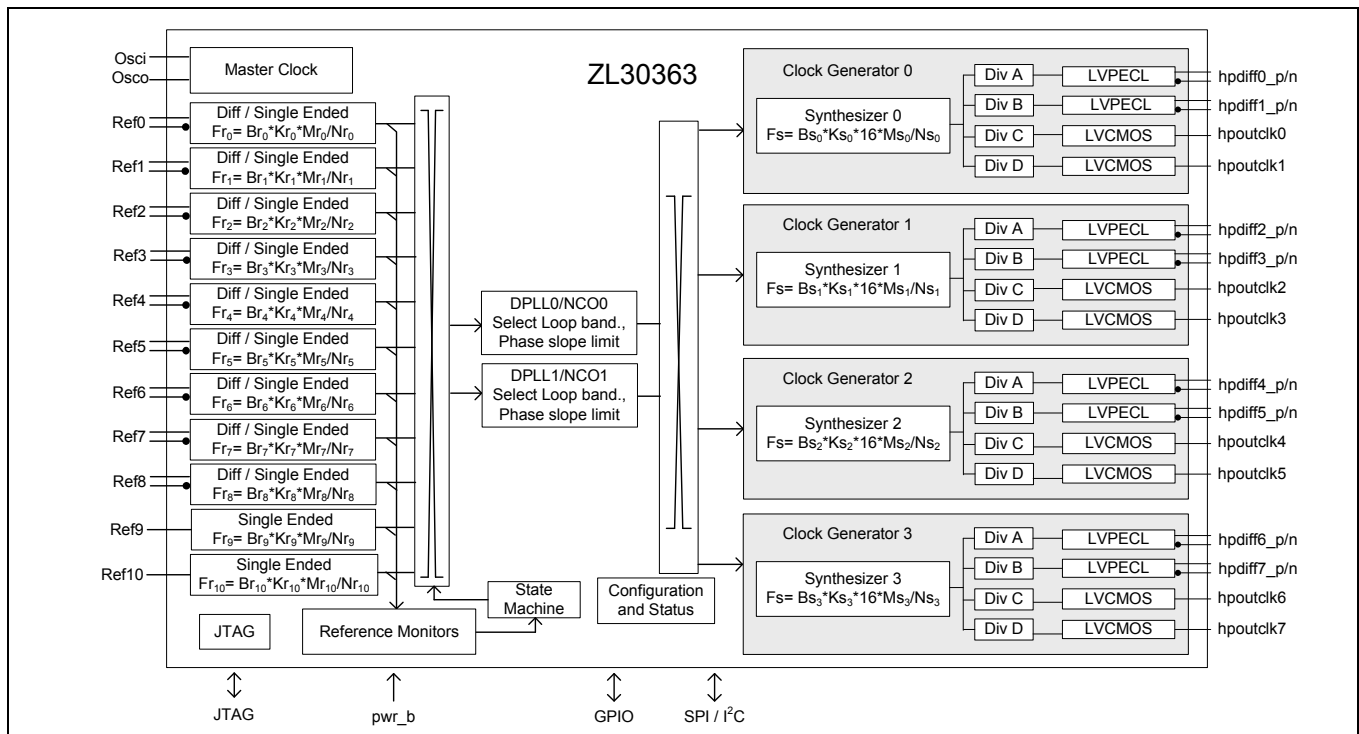 ZL30363
Osci
Osco
Master Clock
Ref0
Diff / Single Ended
Fr₀= Br₀*Kr₀*Mr₀/Nr₀
Ref1
Diff / Single Ended
Fr₁= Br₁*Kr₁*Mr₁/Nr₁
Ref2
Diff / Single Ended
Fr₂= Br₂*Kr₂*Mr₂/Nr₂
Ref3
Diff / Single Ended
Fr₃= Br₃*Kr₃*Mr₃/Nr₃
Ref4
Diff / Single Ended
Fr₄= Br₄*Kr₄*Mr₄/Nr₄
Ref5
Diff / Single Ended
Fr₅= Br₅*Kr₅*Mr₅/Nr₅
Ref6
Diff / Single Ended
Fr₆= Br₆*Kr₆*Mr₆/Nr₆
Ref7
Diff / Single Ended
Fr₇= Br₇*Kr₇*Mr₇/Nr₇
Ref8
Diff / Single Ended
Fr₈= Br₈*Kr₈*Mr₈/Nr₈
Ref9
Single Ended
Fr₉= Br₉*Kr₉*Mr₉/Nr₉
Ref10
Single Ended
Fr₁₀= Br₁₀*Kr₁₀*Mr₁₀/Nr₁₀
JTAG
Reference Monitors
State
Machine
DPLL0/NCO0
Select Loop band.,
Phase slope limit
DPLL1/NCO1
Select Loop band.,
Phase slope limit
Configuration
and Status
Clock Generator 0
Synthesizer 0
Fs= Bs₀*Ks₀*16*Ms₀/Ns₀
Div A
LVPECL
hpdiff0_p/n
Div B
LVPECL
hpdiff1_p/n
Div C
LVCMOS
hpoutclk0
Div D
LVCMOS
hpoutclk1
Clock Generator 1
Synthesizer 1
Fs= Bs₁*Ks₁*16*Ms₁/Ns₁
Div A
LVPECL
hpdiff2_p/n
Div B
LVPECL
hpdiff3_p/n
Div C
LVCMOS
hpoutclk2
Div D
LVCMOS
hpoutclk3
Clock Generator 2
Synthesizer 2
Fs= Bs₂*Ks₂*16*Ms₂/Ns₂
Div A
LVPECL
hpdiff4_p/n
Div B
LVPECL
hpdiff5_p/n
Div C
LVCMOS
hpoutclk4
Div D
LVCMOS
hpoutclk5
Clock Generator 3
Synthesizer 3
Fs= Bs₃*Ks₃*16*Ms₃/Ns₃
Div A
LVPECL
hpdiff6_p/n
Div B
LVPECL
hpdiff7_p/n
Div C
LVCMOS
hpoutclk6
Div D
LVCMOS
hpoutclk7
JTAG
pwr_b
GPIO
SPI / I²C